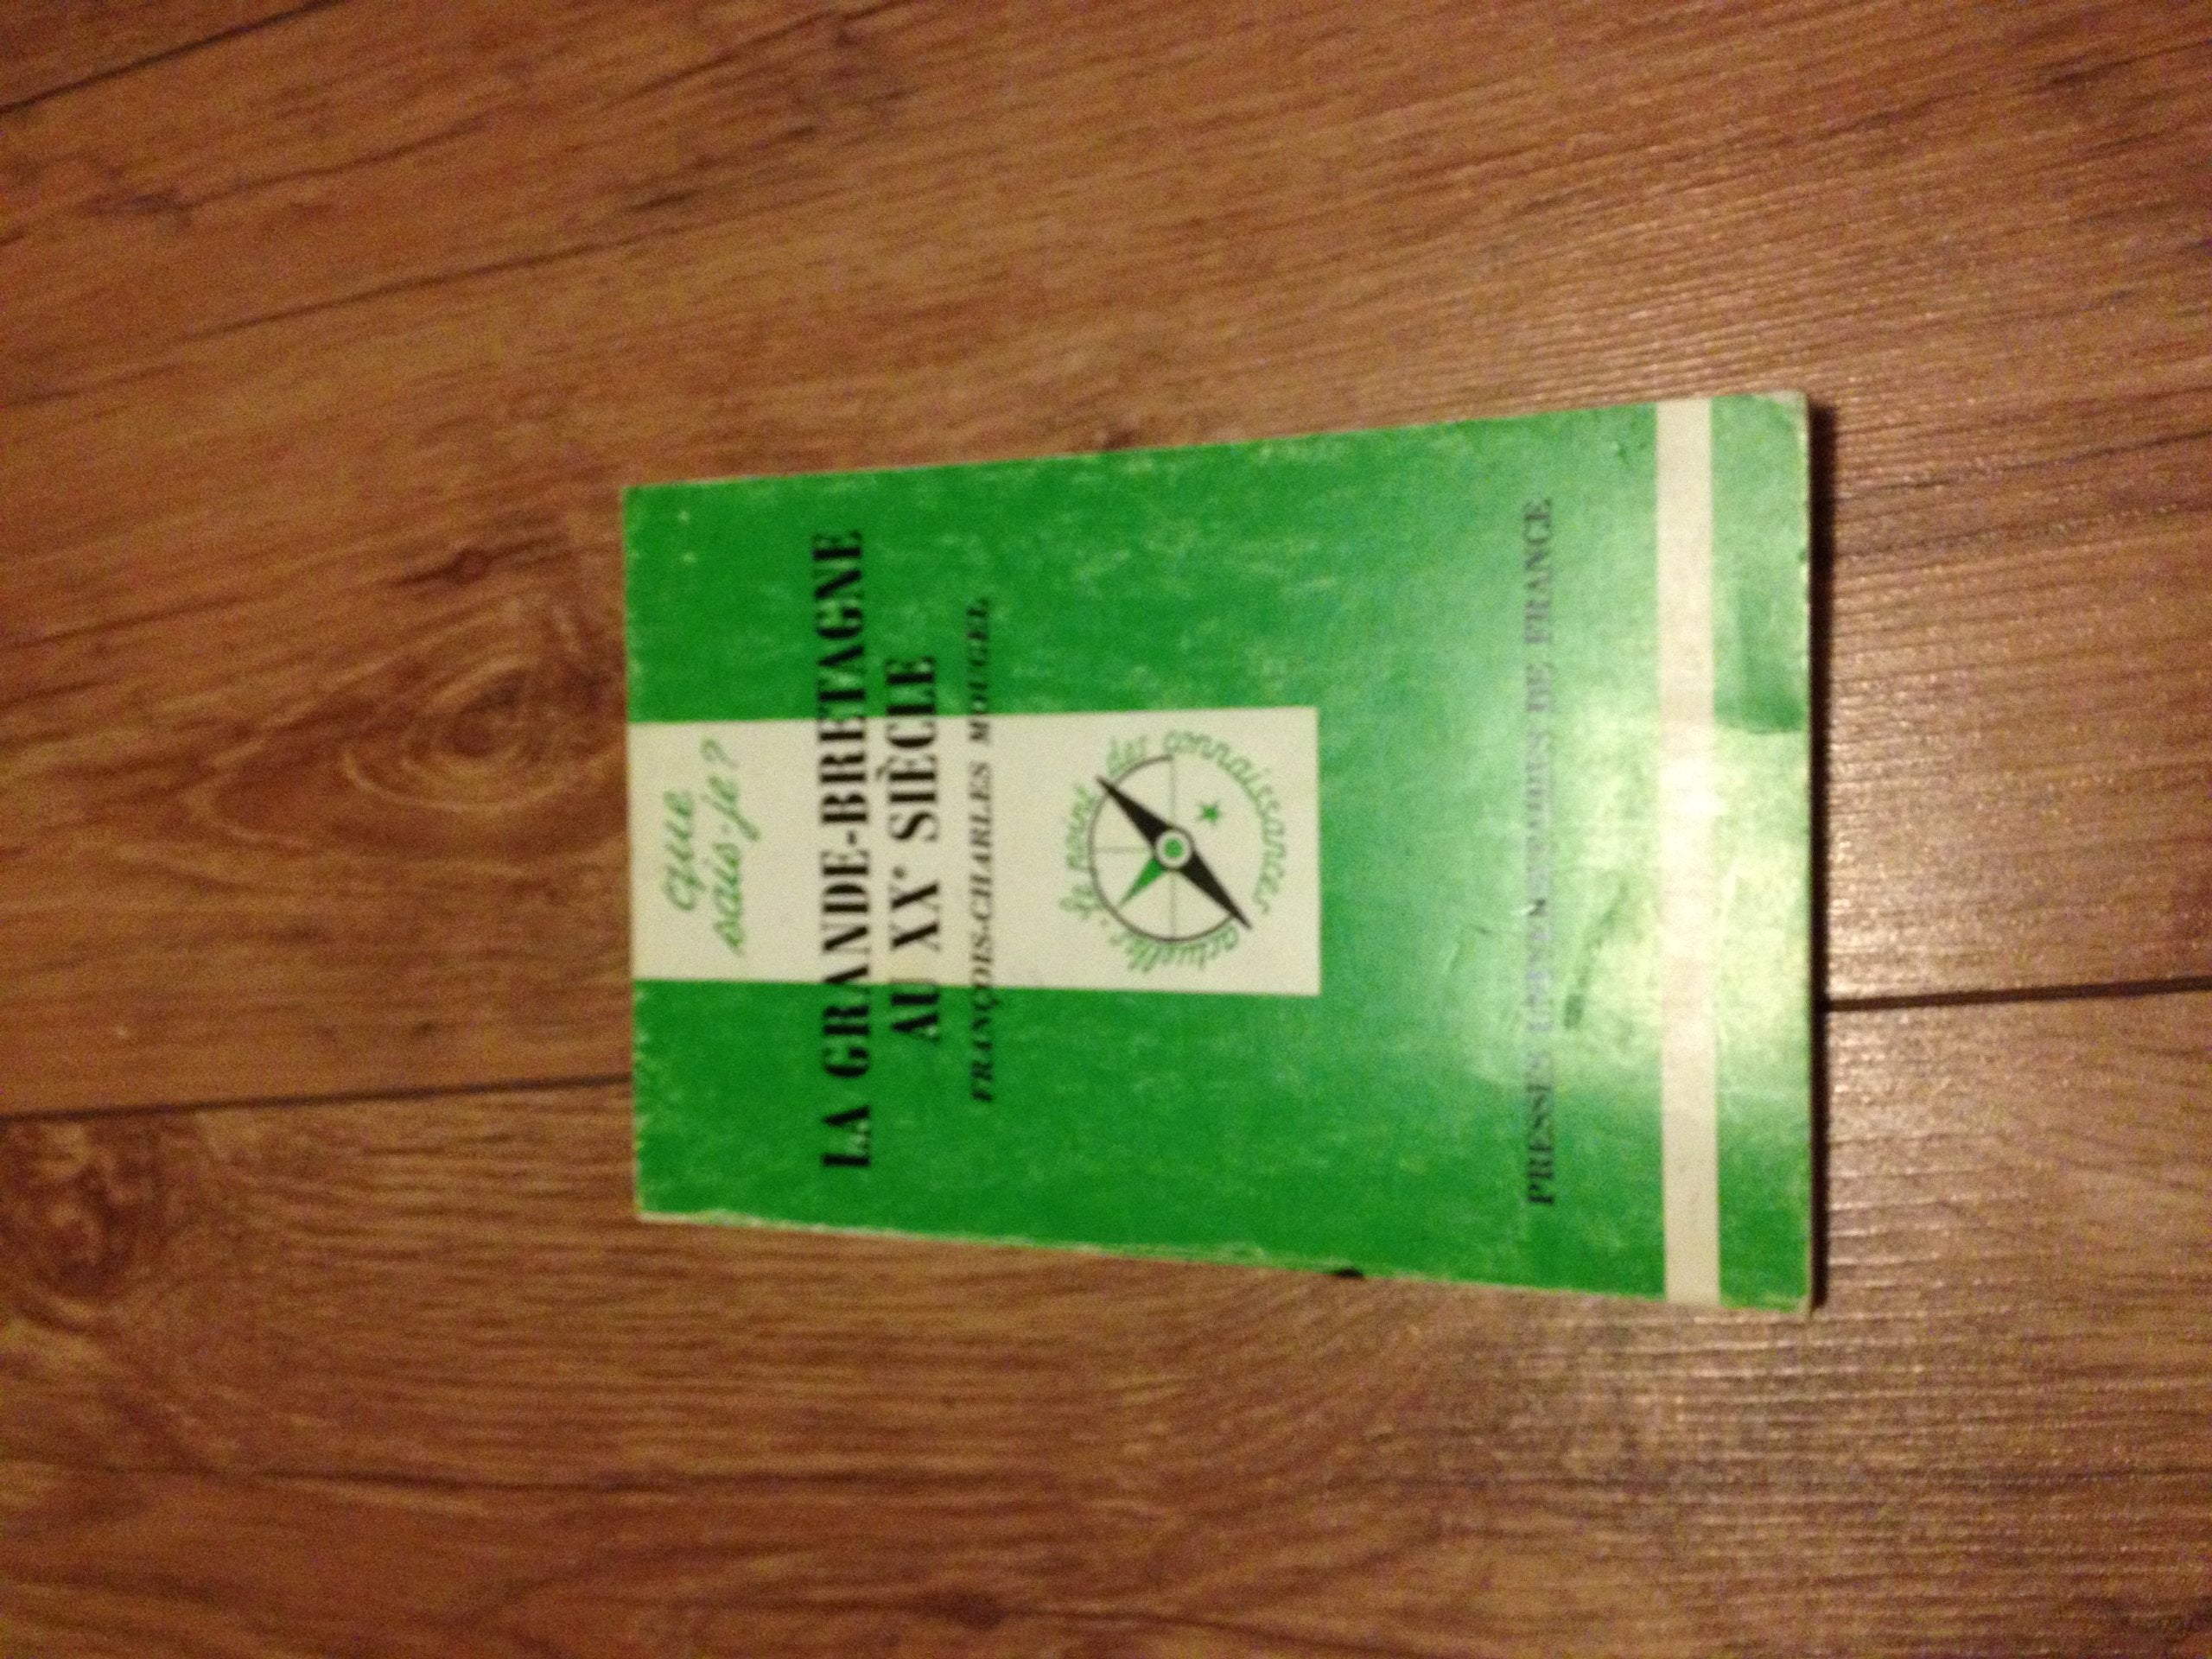 que
sais-je?
LA GRANDE-BRETAGNE
AU XXe SIÈCLE
FRANÇOIS-CHARLES MOUGEL
le point des connaissances actuelles
PRESSES UNIVERSITAIRES DE FRANCE